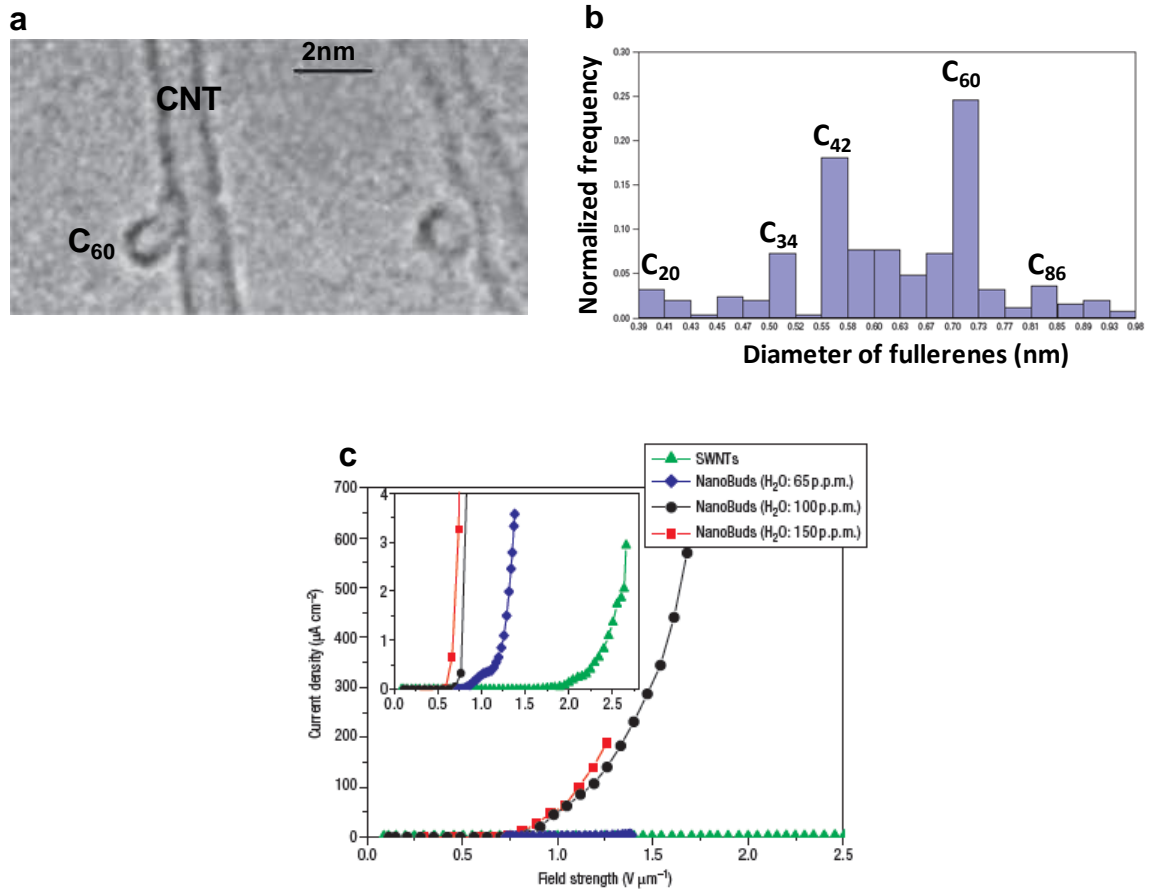 a
2nm
CNT
C₆₀
b
Normalized frequency
0.30
0.25
0.20
0.15
0.10
0.05
0.00
C₂₀
C₃₄
C₄₂
C₆₀
C₈₆
0.39 0.41 0.43 0.45 0.47 0.50 0.52 0.55 0.58 0.60 0.63 0.67 0.70 0.73 0.77 0.81 0.85 0.89 0.93 0.98
Diameter of fullerenes (nm)
c
SWNTs
NanoBuds (H₂O: 65 p.p.m.)
NanoBuds (H₂O: 100 p.p.m.)
NanoBuds (H₂O: 150 p.p.m.)
Current density (μA cm⁻²)
700
600
500
400
300
200
100
0
4
3
2
1
0
0.0 0.5 1.0 1.5 2.0 2.5
0.0 0.5 1.0 1.5 2.0 2.5
Field strength (V μm⁻¹)